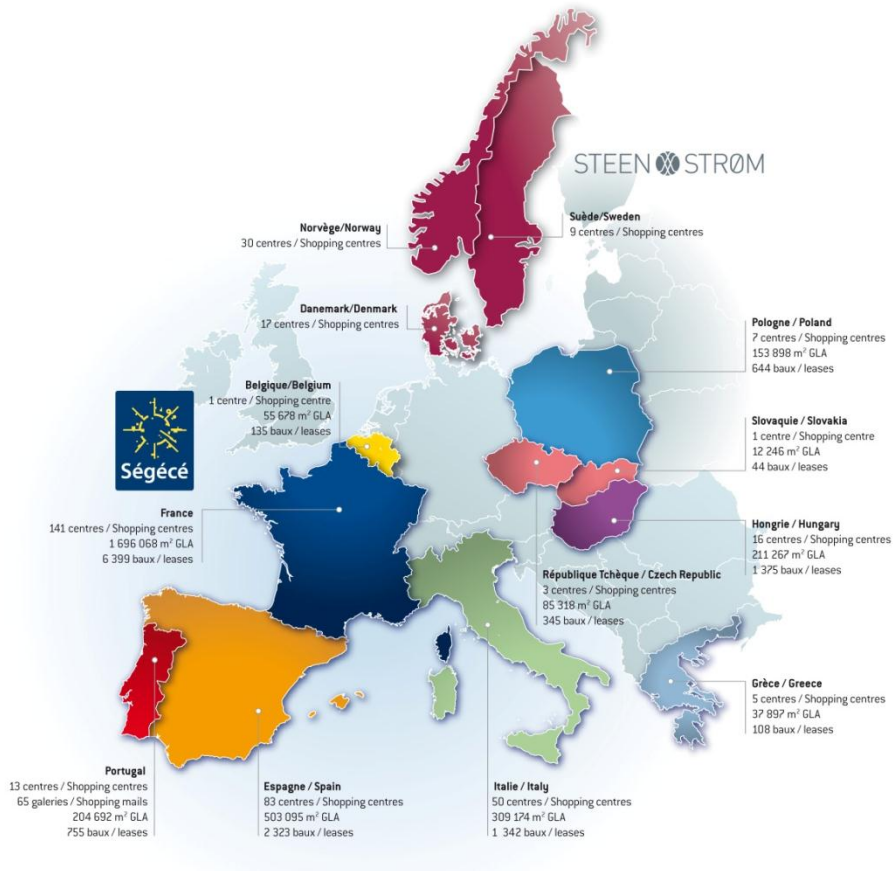 STEEN STRØM
Suède/Sweden
9 centres / Shopping centres
Norvège/Norway
30 centres / Shopping centres
Danemark/Denmark
17 centres / Shopping centres
Pologne / Poland
7 centres / Shopping centres
153 898 m² GLA
644 baux / leases
Belgique/Belgium
1 centre / Shopping centre
55 678 m² GLA
135 baux / leases
Ségécé
Slovaquie / Slovakia
1 centre / Shopping centre
12 246 m² GLA
44 baux / leases
France
141 centres / Shopping centres
1 696 068 m² GLA
6 399 baux / leases
Hongrie / Hungary
16 centres / Shopping centres
211 267 m² GLA
1 375 baux / leases
République Tchèque / Czech Republic
3 centres / Shopping centres
85 318 m² GLA
345 baux / leases
Grèce / Greece
5 centres / Shopping centres
37 897 m² GLA
108 baux / leases
Portugal
13 centres / Shopping centres
65 galeries / Shopping mails
204 692 m² GLA
755 baux / leases
Espagne / Spain
83 centres / Shopping centres
503 095 m² GLA
2 323 baux / leases
Italie / Italy
50 centres / Shopping centres
309 174 m² GLA
1 342 baux / leases